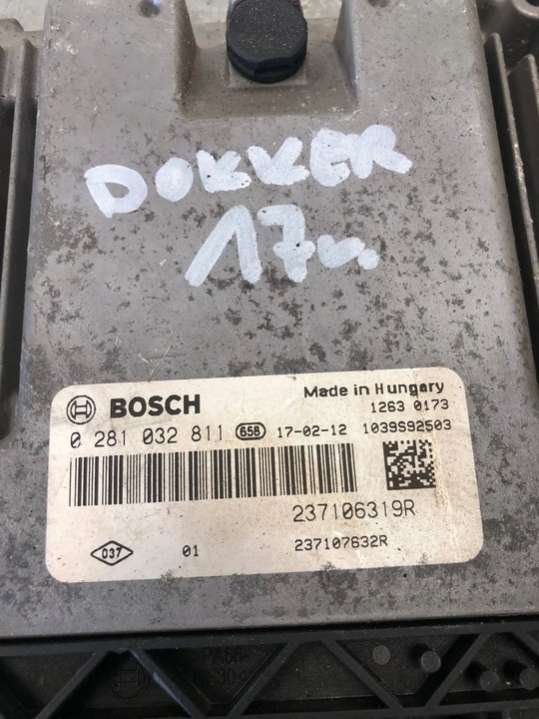 DOKKER
17v.
BOSCH
Made in Hungary
1263 0173
0 281 032 811 658 17-02-12 1039S92503
237106319R
037 01 237107632R